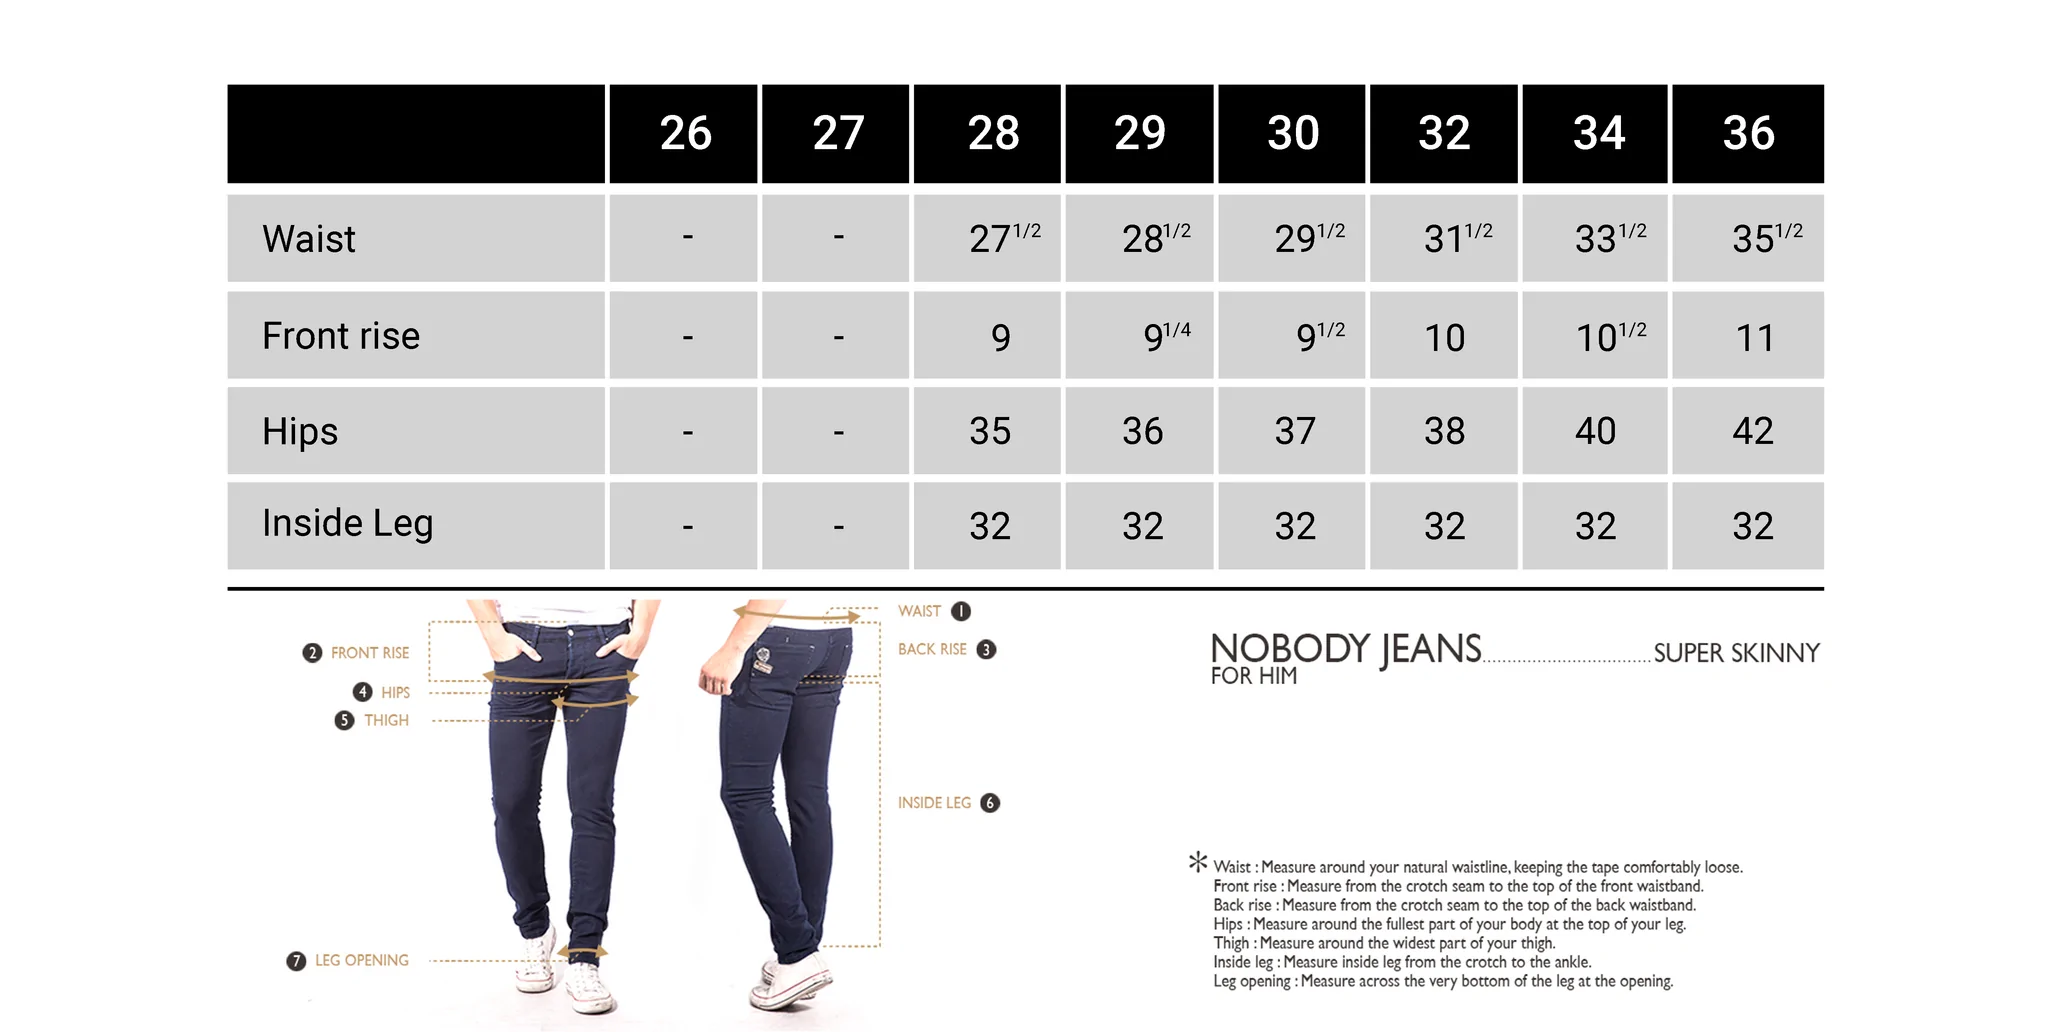 26 27 28 29 30 32 34 36
Waist - - 27 1/2 28 1/2 29 1/2 31 1/2 33 1/2 35 1/2
Front rise - - 9 9 1/4 9 1/2 10 10 1/2 11
Hips - - 35 36 37 38 40 42
Inside Leg - - 32 32 32 32 32 32
WAIST 1
2 FRONT RISE
BACK RISE 3
4 HIPS
5 THIGH
INSIDE LEG 6
7 LEG OPENING
NOBODY JEANS.................................SUPER SKINNY
FOR HIM
* Waist : Measure around your natural waistline, keeping the tape comfortably loose.
Front rise : Measure from the crotch seam to the top of the front waistband.
Back rise : Measure from the crotch seam to the top of the back waistband.
Hips : Measure around the fullest part of your body at the top of your leg.
Thigh : Measure around the widest part of your thigh.
Inside leg : Measure inside leg from the crotch to the ankle.
Leg opening : Measure across the very bottom of the leg at the opening.